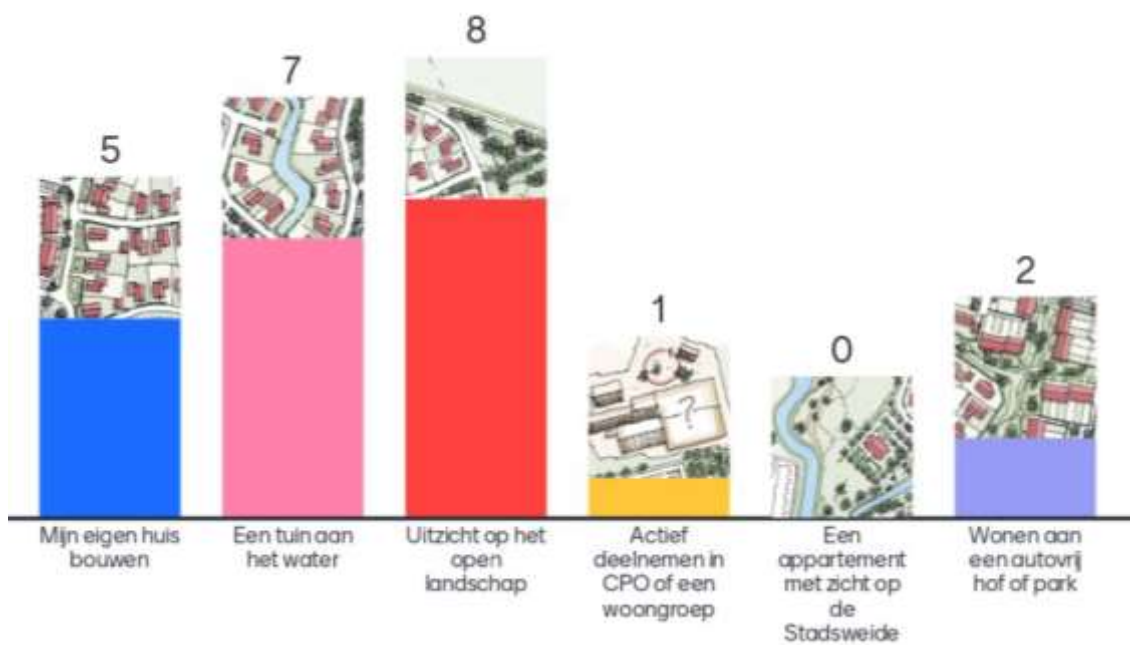 5
7
8
1
0
2
?
Mijn eigen huis
bouwen
Een tuin aan
het water
Uitzicht op het
open
landschap
Actief
deelnemen in
CPO of een
woongroep
Een
appartement
met zicht op
de
Stadsweide
Wonen aan
een autovrij
hof of park